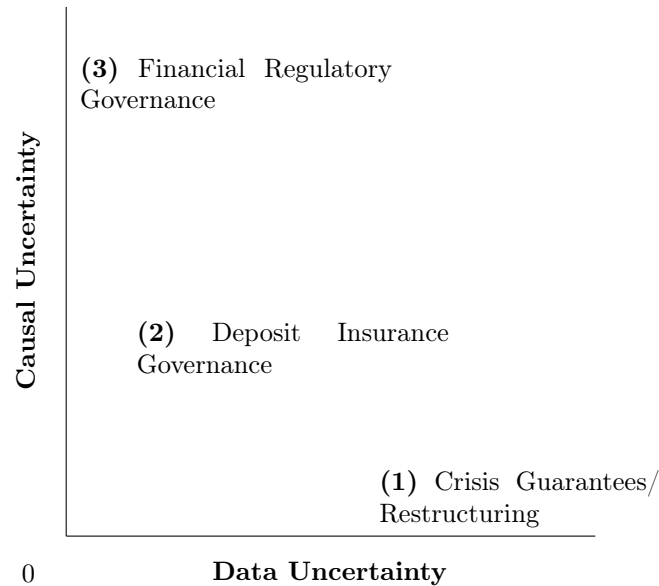 (3) Financial Regulatory
Governance
Causal Uncertainty
(2) Deposit Insurance
Governance
(1) Crisis Guarantees/
Restructuring
0
Data Uncertainty